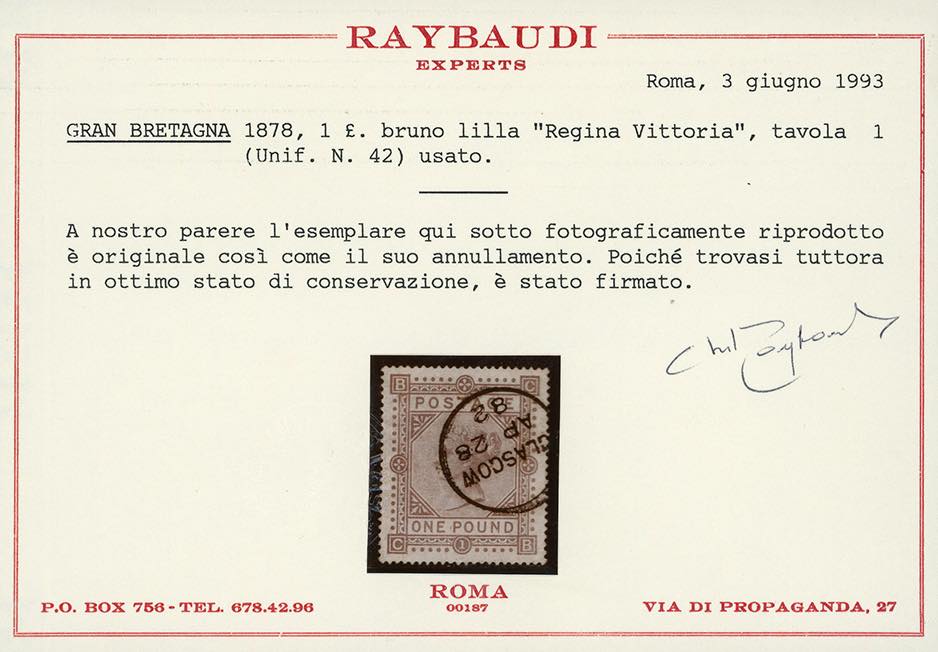 RAYBAUDI
EXPERTS
Roma, 3 giugno 1993
GRAN BRETAGNA 1878, 1 £. bruno lilla "Regina Vittoria", tavola 1
(Unif. N. 42) usato.
A nostro parere l'esemplare qui sotto fotograficamente riprodotto
è originale così come il suo annullamento. Poiché trovasi tuttora
in ottimo stato di conservazione, è stato firmato.
B C
POSTAGE
GLASGOW
AP 28
82
ONE POUND
C 1 B
ROMA
00187
P.O. BOX 756 - TEL. 678.42.96
VIA DI PROPAGANDA, 27